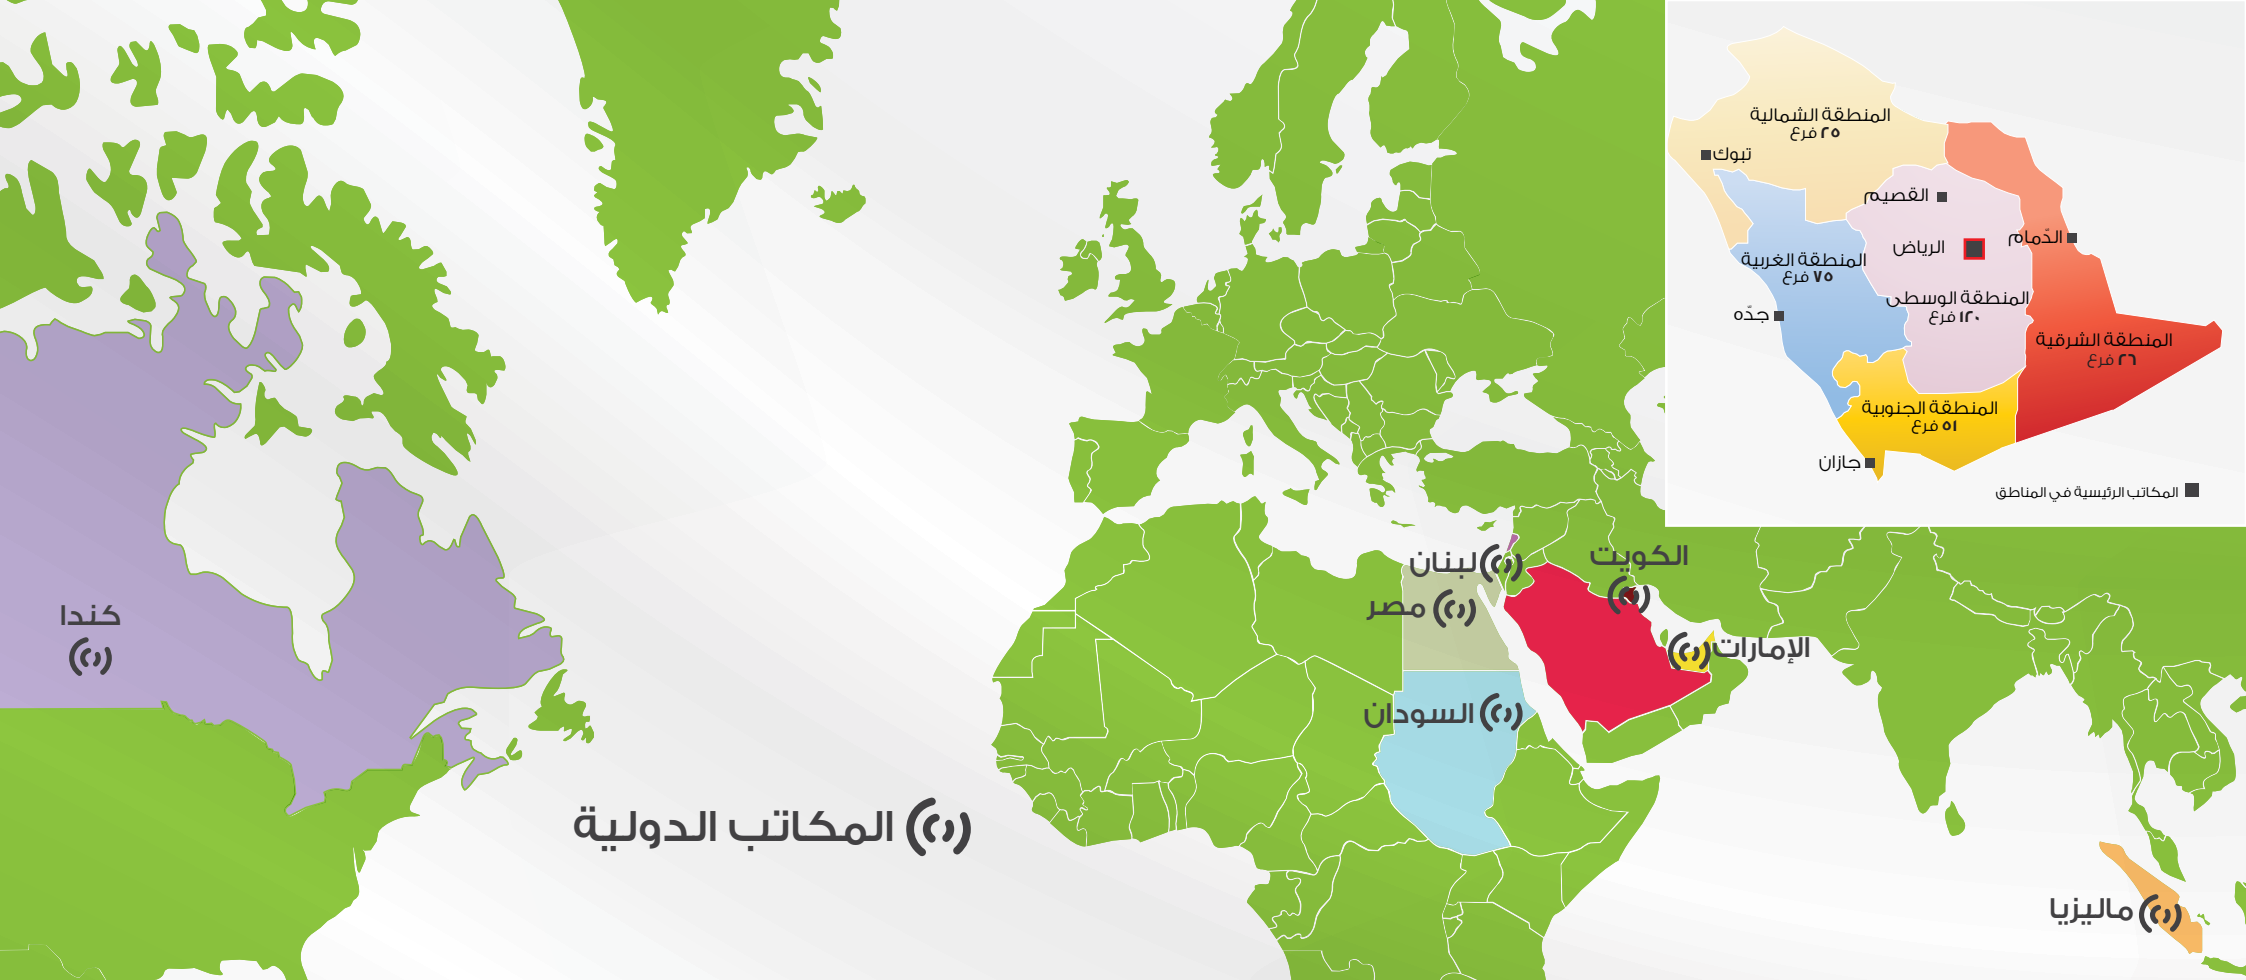 المنطقة الشمالية
٢٥ فرع
تبوك
القصيم
الرياض
الدّمام
المنطقة الغربية
٧٥ فرع
المنطقة الوسطى
١٢٠ فرع
جدّه
المنطقة الشرقية
٢٦ فرع
المنطقة الجنوبية
٥١ فرع
جازان
المكاتب الرئيسية في المناطق
الكويت
لبنان
مصر
كندا
الإمارات
السودان
المكاتب الدولية
ماليزيا